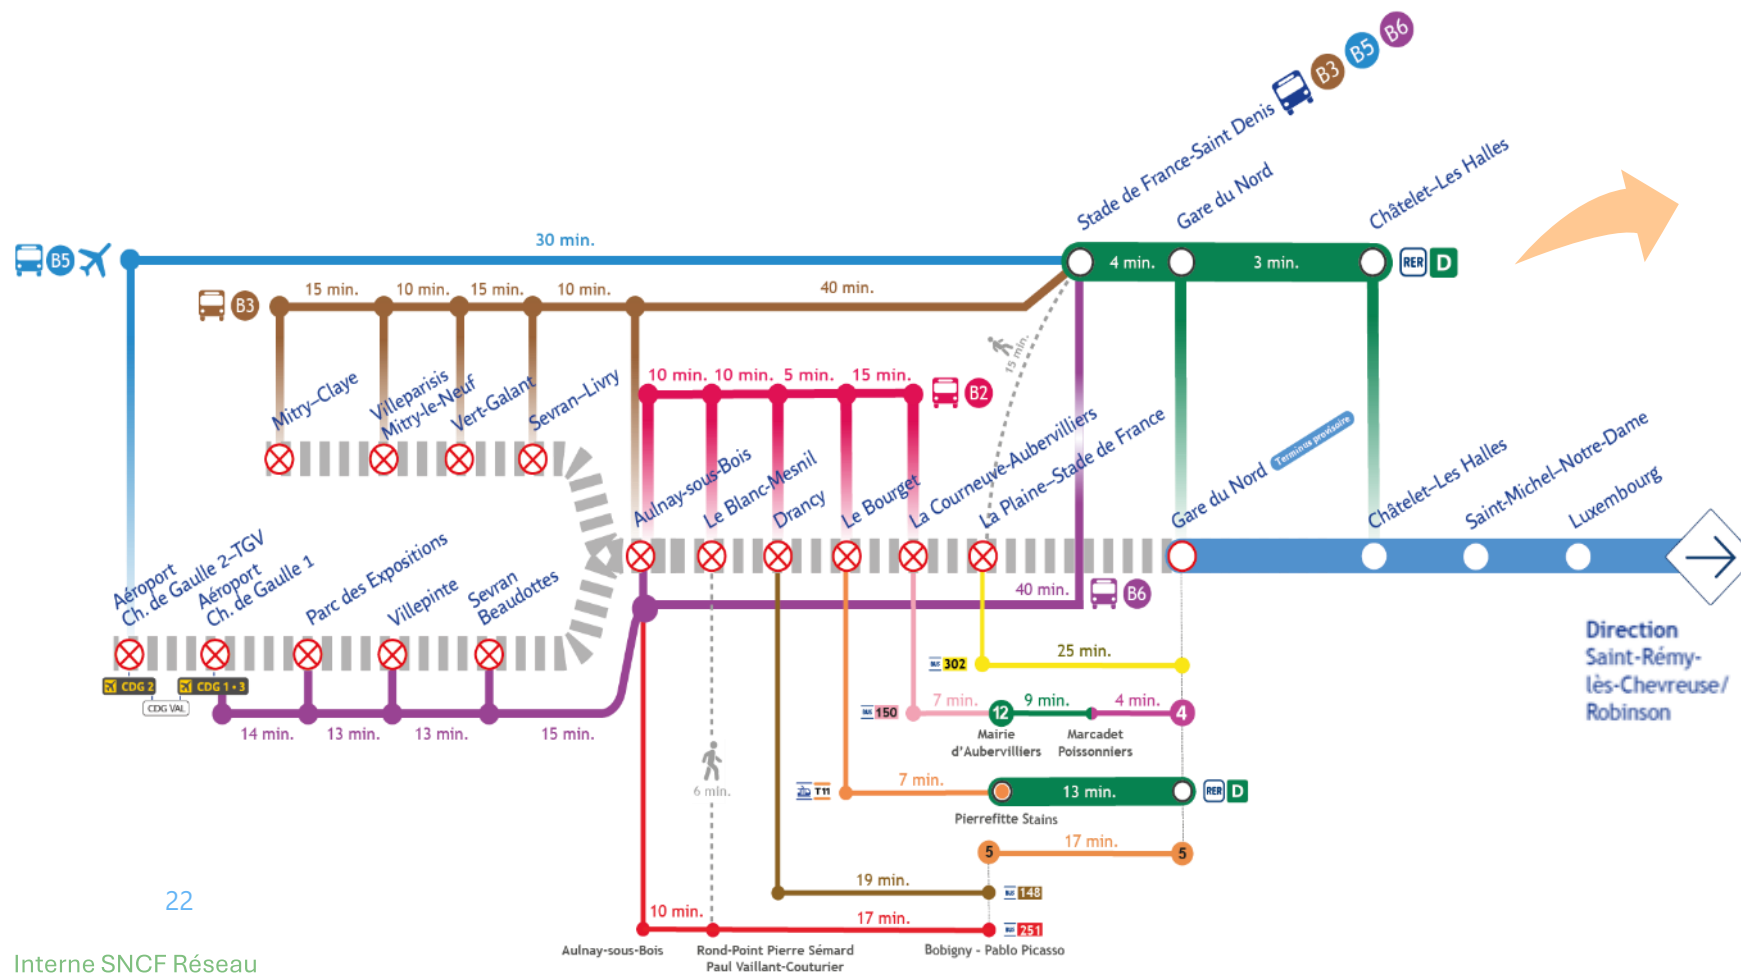 B3 B5 B6
Stade de France-Saint Denis
Gare du Nord
Châtelet–Les Halles
B5
30 min.
4 min.
3 min.
RER D
B3
15 min.
10 min.
15 min.
10 min.
40 min.
15 min.
10 min.
10 min.
5 min.
15 min.
B2
Mitry–Claye
Villeparisis
Mitry-le-Neuf
Vert-Galant
Sevran–Livry
Aulnay-sous-Bois
Le Blanc-Mesnil
Drancy
Le Bourget
La Courneuve-Aubervilliers
La Plaine–Stade de France
Gare du Nord
Terminus provisoire
Châtelet–Les Halles
Saint-Michel–Notre-Dame
Luxembourg
Aéroport
Ch. de Gaulle 2–TGV
Aéroport
Ch. de Gaulle 1
Parc des Expositions
Villepinte
Sevran
Beaudottes
40 min.
B6
CDG 2
CDG 1 • 3
CDG VAL
14 min.
13 min.
13 min.
15 min.
Direction
Saint-Rémy-
lès-Chevreuse/
Robinson
BUS 302
25 min.
BUS 150
7 min.
12
9 min.
4 min.
4
Mairie
d'Aubervilliers
Marcadet
Poissonniers
6 min.
T11
7 min.
13 min.
RER D
Pierrefitte Stains
5
17 min.
5
19 min.
BUS 148
10 min.
17 min.
BUS 251
Aulnay-sous-Bois
Rond-Point Pierre Sémard
Paul Vaillant-Couturier
Bobigny - Pablo Picasso
22
Interne SNCF Réseau